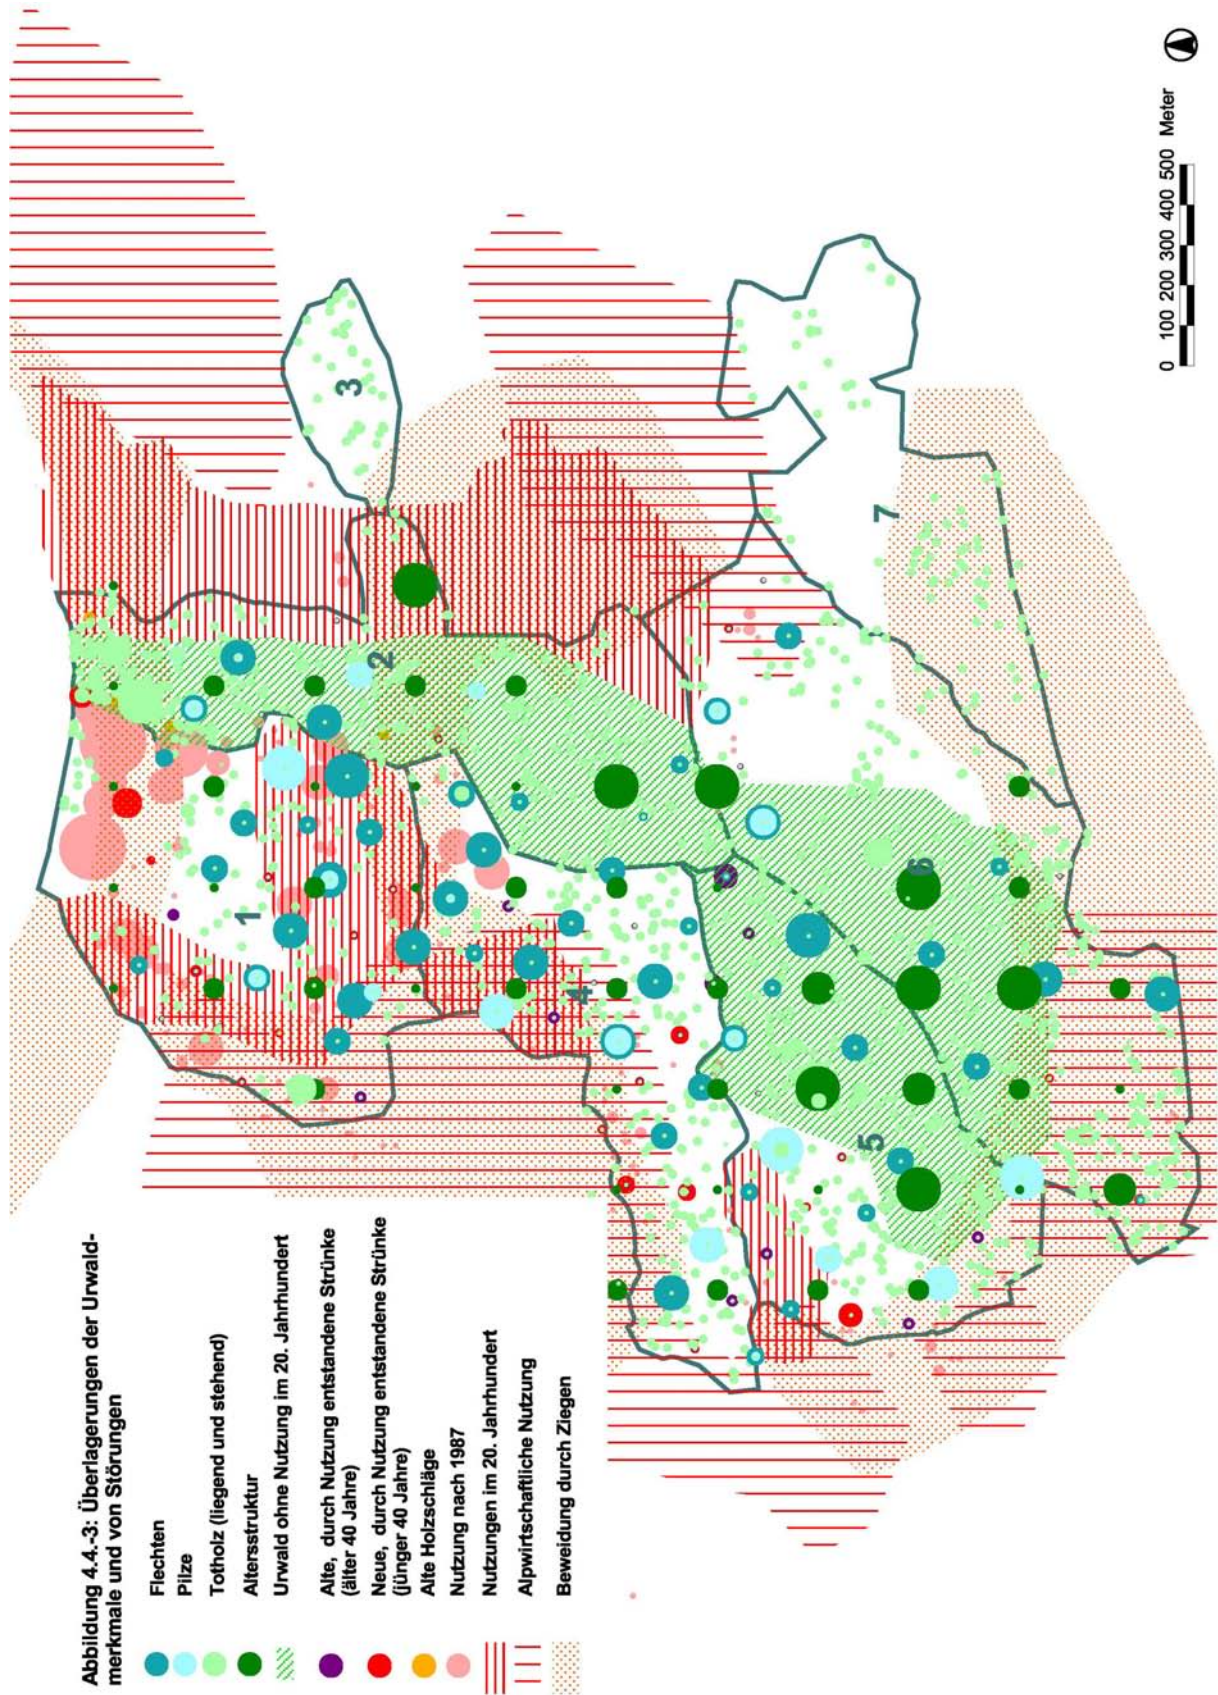 Abbildung 4.4.-3: Überlagerungen der Urwald-
merkmale und von Störungen
Flechten
Pilze
Totholz (liegend und stehend)
Altersstruktur
Urwald ohne Nutzung im 20. Jahrhundert
Alte, durch Nutzung entstandene Strünke
(älter 40 Jahre)
Neue, durch Nutzung entstandene Strünke
(jünger 40 Jahre)
Alte Holzschläge
Nutzung nach 1987
Nutzungen im 20. Jahrhundert
Alpwirtschaftliche Nutzung
Beweidung durch Ziegen
1
2
3
4
5
6
7
0 100 200 300 400 500 Meter